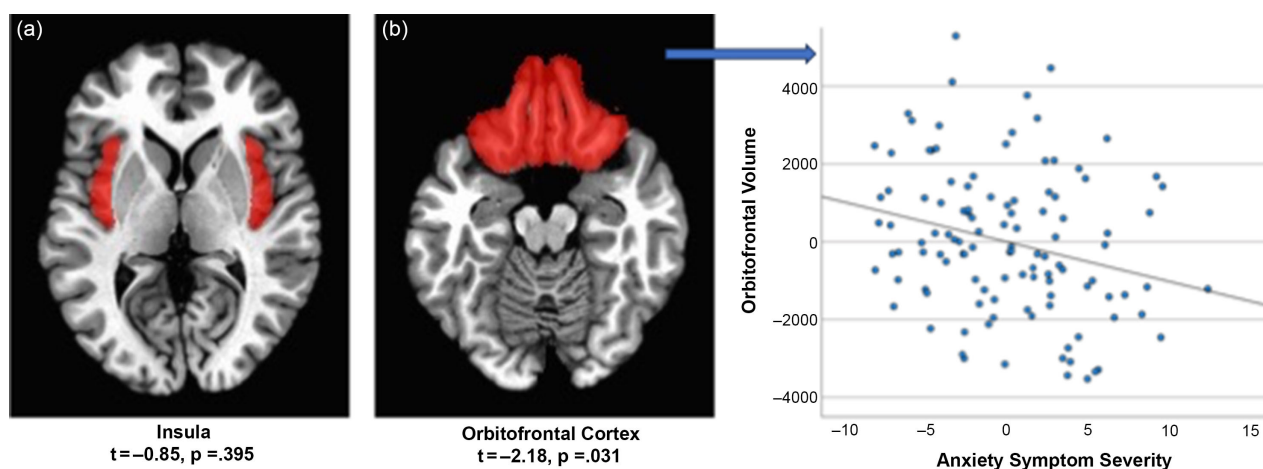 (a)
(b)
Insula
t = –0.85, p = .395
Orbitofrontal Cortex
t = –2.18, p = .031
Orbitofrontal Volume
4000
2000
0
–2000
–4000
–10 –5 0 5 10 15
Anxiety Symptom Severity